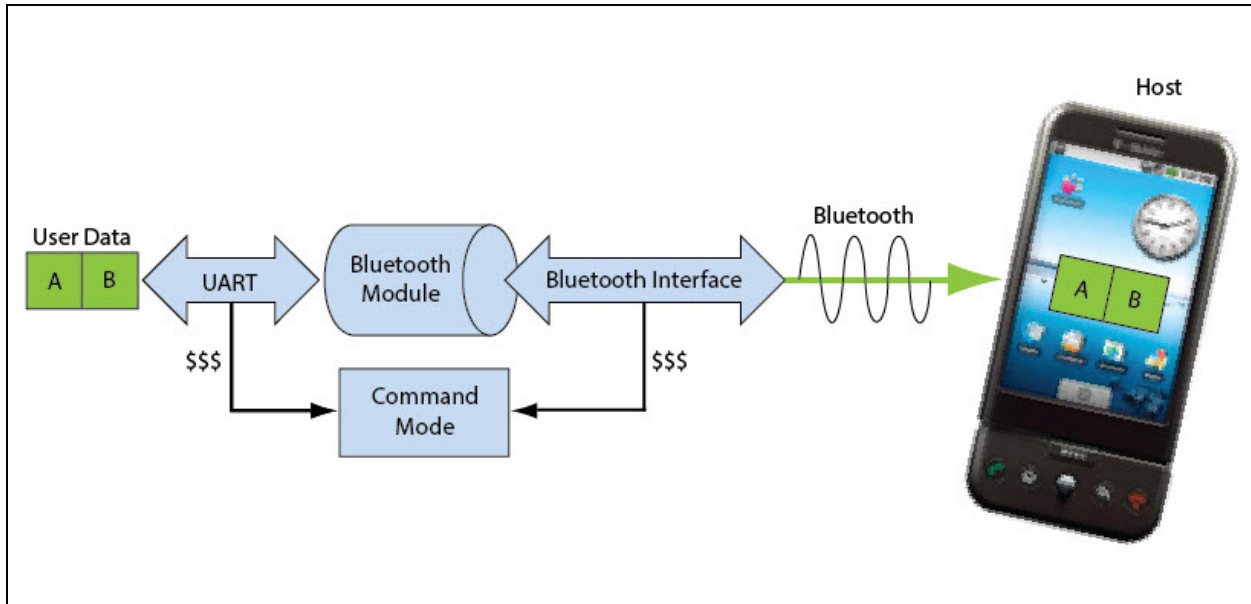 Host
Bluetooth
User Data
A B
UART
Bluetooth
Module
Bluetooth Interface
A B
$$$
$$$
Command
Mode